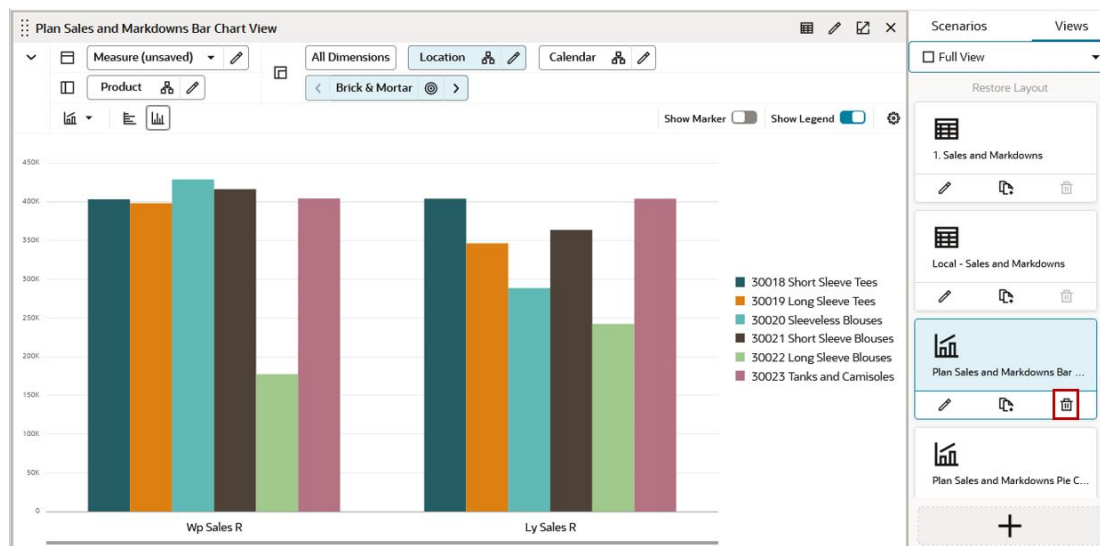 Plan Sales and Markdowns Bar Chart View
Scenarios Views
Measure (unsaved)
All Dimensions Location Calendar
Full View
Product
Brick & Mortar
Restore Layout
Show Marker Show Legend
1. Sales and Markdowns
450K
400K
350K
300K
250K
200K
150K
100K
50K
0
Wp Sales R Ly Sales R
30018 Short Sleeve Tees
30019 Long Sleeve Tees
30020 Sleeveless Blouses
30021 Short Sleeve Blouses
30022 Long Sleeve Blouses
30023 Tanks and Camisoles
Local - Sales and Markdowns
Plan Sales and Markdowns Bar ...
Plan Sales and Markdowns Pie C...